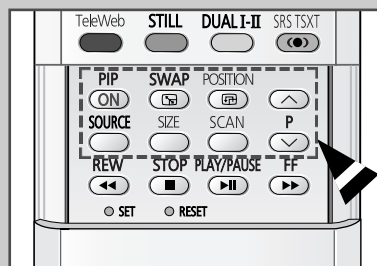 TeleWeb STILL DUAL I-II SRS TSXT
PIP SWAP POSITION
ON
SOURCE SIZE SCAN P
REW STOP PLAY/PAUSE FF
SET RESET